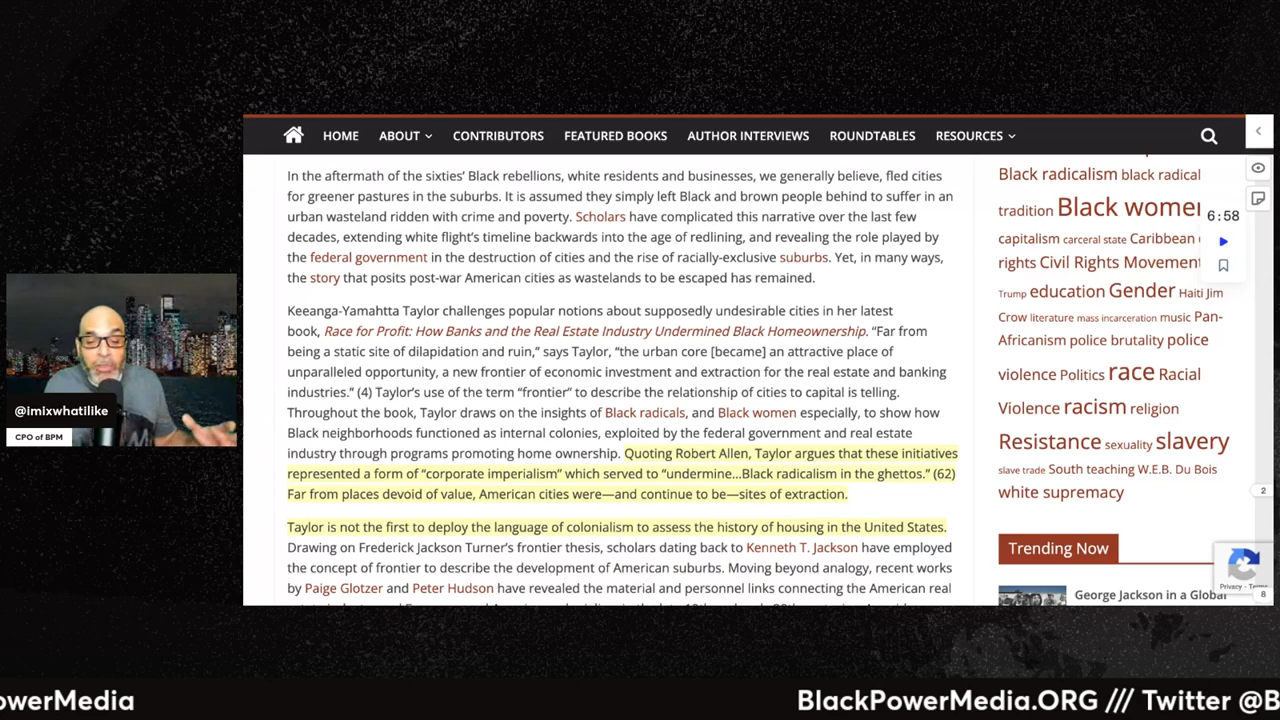 HOME ABOUT CONTRIBUTORS FEATURED BOOKS AUTHOR INTERVIEWS ROUNDTABLES RESOURCES
In the aftermath of the sixties’ Black rebellions, white residents and businesses, we generally believe, fled cities
for greener pastures in the suburbs. It is assumed they simply left Black and brown people behind to suffer in an
urban wasteland ridden with crime and poverty. Scholars have complicated this narrative over the last few
decades, extending white flight’s timeline backwards into the age of redlining, and revealing the role played by
the federal government in the destruction of cities and the rise of racially-exclusive suburbs. Yet, in many ways,
the story that posits post-war American cities as wastelands to be escaped has remained.
Keeanga-Yamahtta Taylor challenges popular notions about supposedly undesirable cities in her latest
book, Race for Profit: How Banks and the Real Estate Industry Undermined Black Homeownership. “Far from
being a static site of dilapidation and ruin,” says Taylor, “the urban core [became] an attractive place of
unparalleled opportunity, a new frontier of economic investment and extraction for the real estate and banking
industries.” (4) Taylor’s use of the term “frontier” to describe the relationship of cities to capital is telling.
Throughout the book, Taylor draws on the insights of Black radicals, and Black women especially, to show how
Black neighborhoods functioned as internal colonies, exploited by the federal government and real estate
industry through programs promoting home ownership. Quoting Robert Allen, Taylor argues that these initiatives
represented a form of “corporate imperialism” which served to “undermine...Black radicalism in the ghettos.” (62)
Far from places devoid of value, American cities were—and continue to be—sites of extraction.
Taylor is not the first to deploy the language of colonialism to assess the history of housing in the United States.
Drawing on Frederick Jackson Turner’s frontier thesis, scholars dating back to Kenneth T. Jackson have employed
the concept of frontier to describe the development of American suburbs. Moving beyond analogy, recent works
by Paige Glotzer and Peter Hudson have revealed the material and personnel links connecting the American real
Black radicalism black radical
tradition Black women
capitalism carceral state Caribbean
rights Civil Rights Movement
Trump education Gender Haiti Jim
Crow literature mass incarceration music Pan-
Africanism police brutality police
violence Politics race Racial
Violence racism religion
Resistance sexuality slavery
slave trade South teaching W.E.B. Du Bois
white supremacy
Trending Now
George Jackson in a Global
6:58
2
Privacy - Terms
8
@imixwhatilike
CPO of BPM
owerMedia
BlackPowerMedia.ORG /// Twitter @B